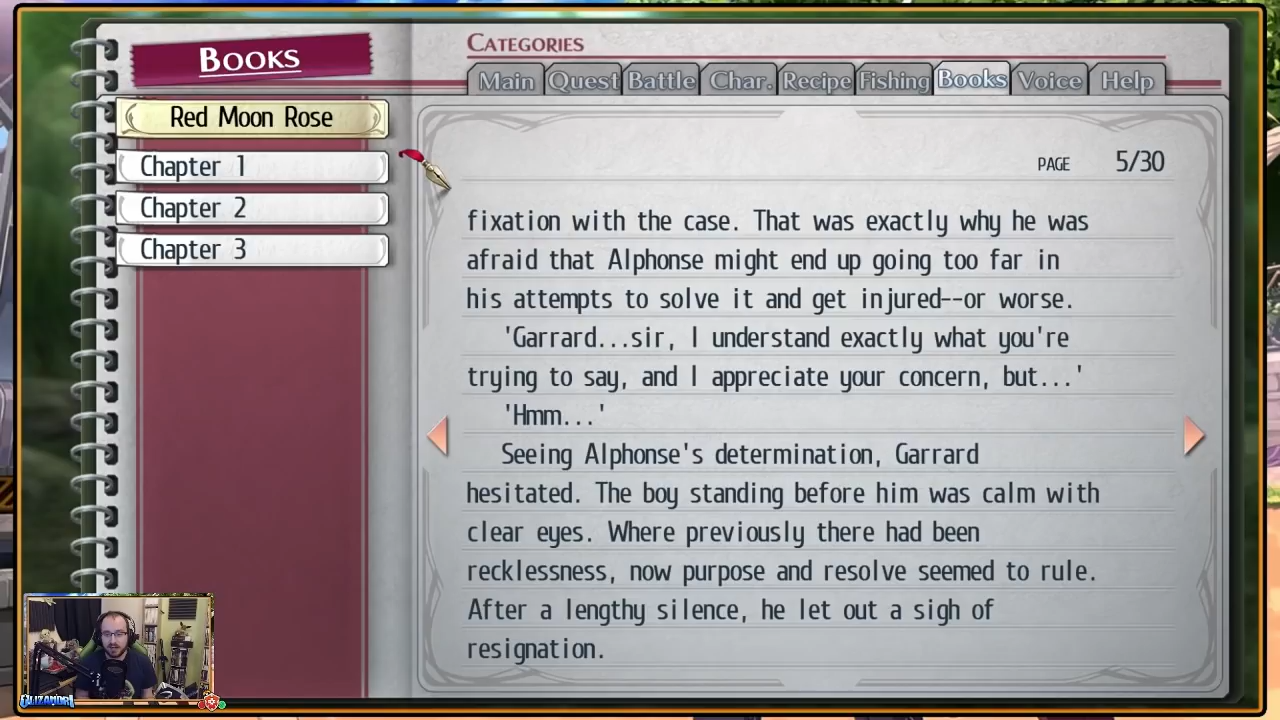 BOOKS
CATEGORIES
Main Quest Battle Char. Recipe Fishing Books Voice Help
Red Moon Rose
Chapter 1
Chapter 2
Chapter 3
PAGE 5/30
fixation with the case. That was exactly why he was
afraid that Alphonse might end up going too far in
his attempts to solve it and get injured--or worse.
'Garrard...sir, I understand exactly what you're
trying to say, and I appreciate your concern, but...'
'Hmm...'
Seeing Alphonse's determination, Garrard
hesitated. The boy standing before him was calm with
clear eyes. Where previously there had been
recklessness, now purpose and resolve seemed to rule.
After a lengthy silence, he let out a sigh of
resignation.